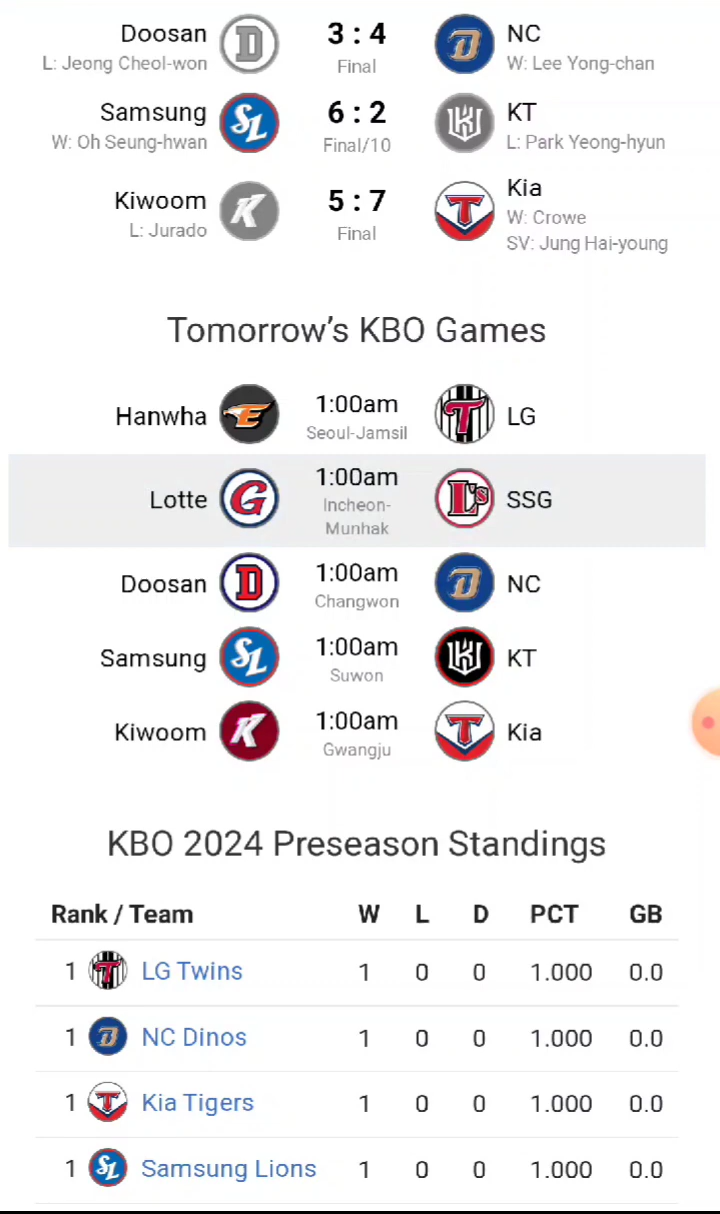 Doosan 3 : 4 NC
L: Jeong Cheol-won Final W: Lee Yong-chan
Samsung 6 : 2 KT
W: Oh Seung-hwan Final/10 L: Park Yeong-hyun
Kiwoom 5 : 7 Kia
L: Jurado Final W: Crowe
SV: Jung Hai-young
Tomorrow's KBO Games
Hanwha 1:00am LG
Seoul-Jamsil
Lotte 1:00am SSG
Incheon-
Munhak
Doosan 1:00am NC
Changwon
Samsung 1:00am KT
Suwon
Kiwoom 1:00am Kia
Gwangju
KBO 2024 Preseason Standings
Rank / Team W L D PCT GB
1 LG Twins 1 0 0 1.000 0.0
1 NC Dinos 1 0 0 1.000 0.0
1 Kia Tigers 1 0 0 1.000 0.0
1 Samsung Lions 1 0 0 1.000 0.0